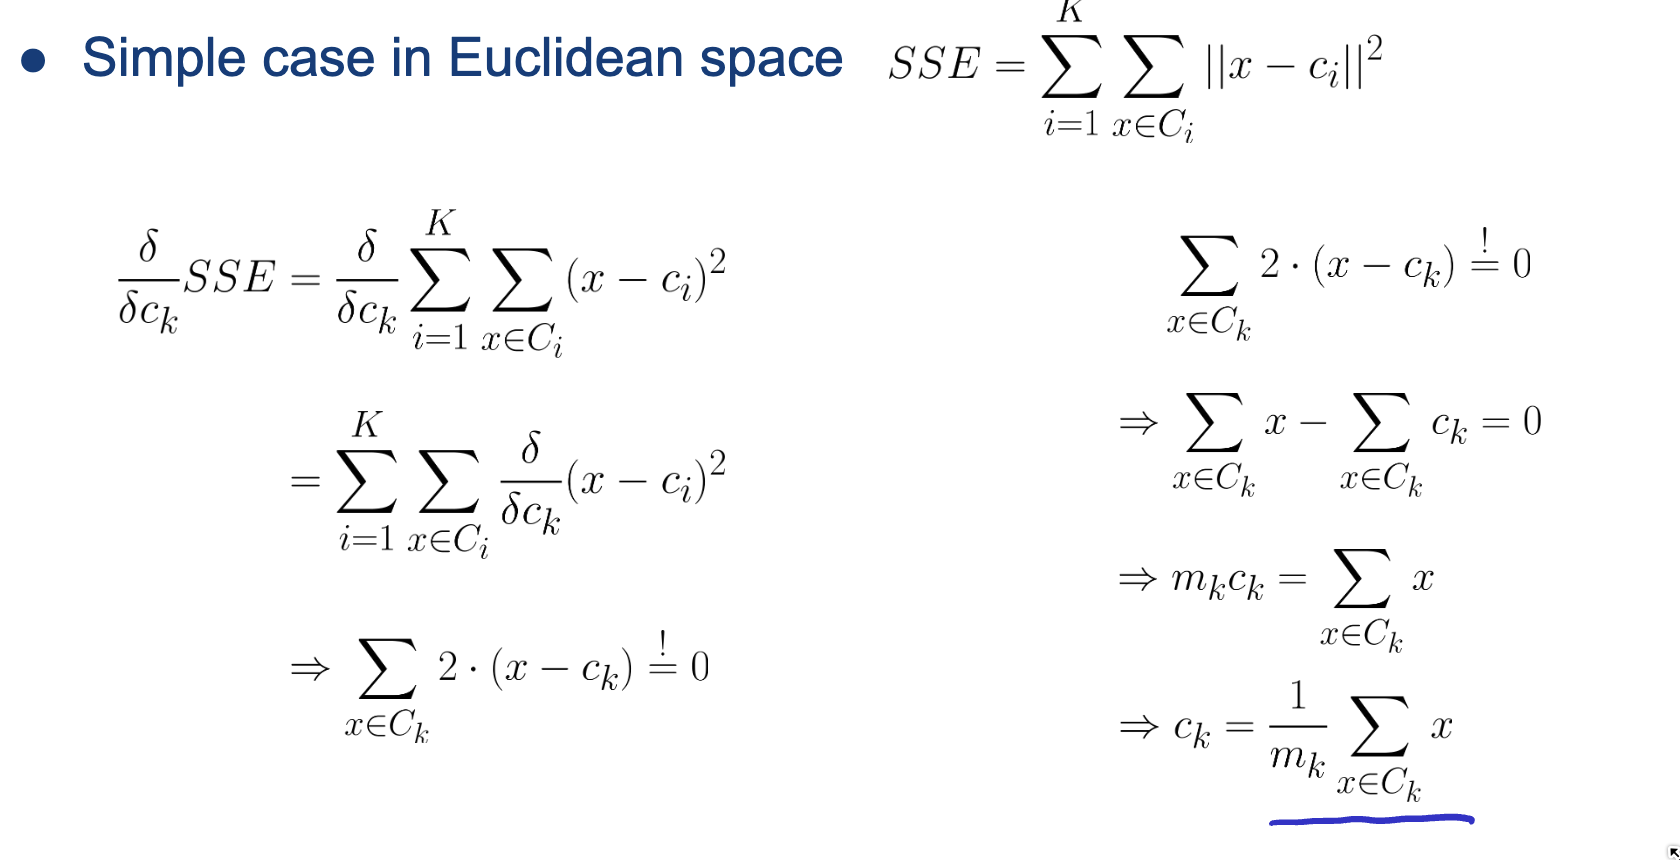 • Simple case in Euclidean space $SSE = \sum_{i=1}^{K} \sum_{x \in C_i} ||x - c_i||^2$
$\frac{\delta}{\delta c_k} SSE = \frac{\delta}{\delta c_k} \sum_{i=1}^{K} \sum_{x \in C_i} (x - c_i)^2$
$= \sum_{i=1}^{K} \sum_{x \in C_i} \frac{\delta}{\delta c_k} (x - c_i)^2$
$\Rightarrow \sum_{x \in C_k} 2 \cdot (x - c_k) \overset{!}{=} 0$
$\sum_{x \in C_k} 2 \cdot (x - c_k) \overset{!}{=} 0$
$\Rightarrow \sum_{x \in C_k} x - \sum_{x \in C_k} c_k = 0$
$\Rightarrow m_k c_k = \sum_{x \in C_k} x$
$\Rightarrow c_k = \frac{1}{m_k} \sum_{x \in C_k} x$